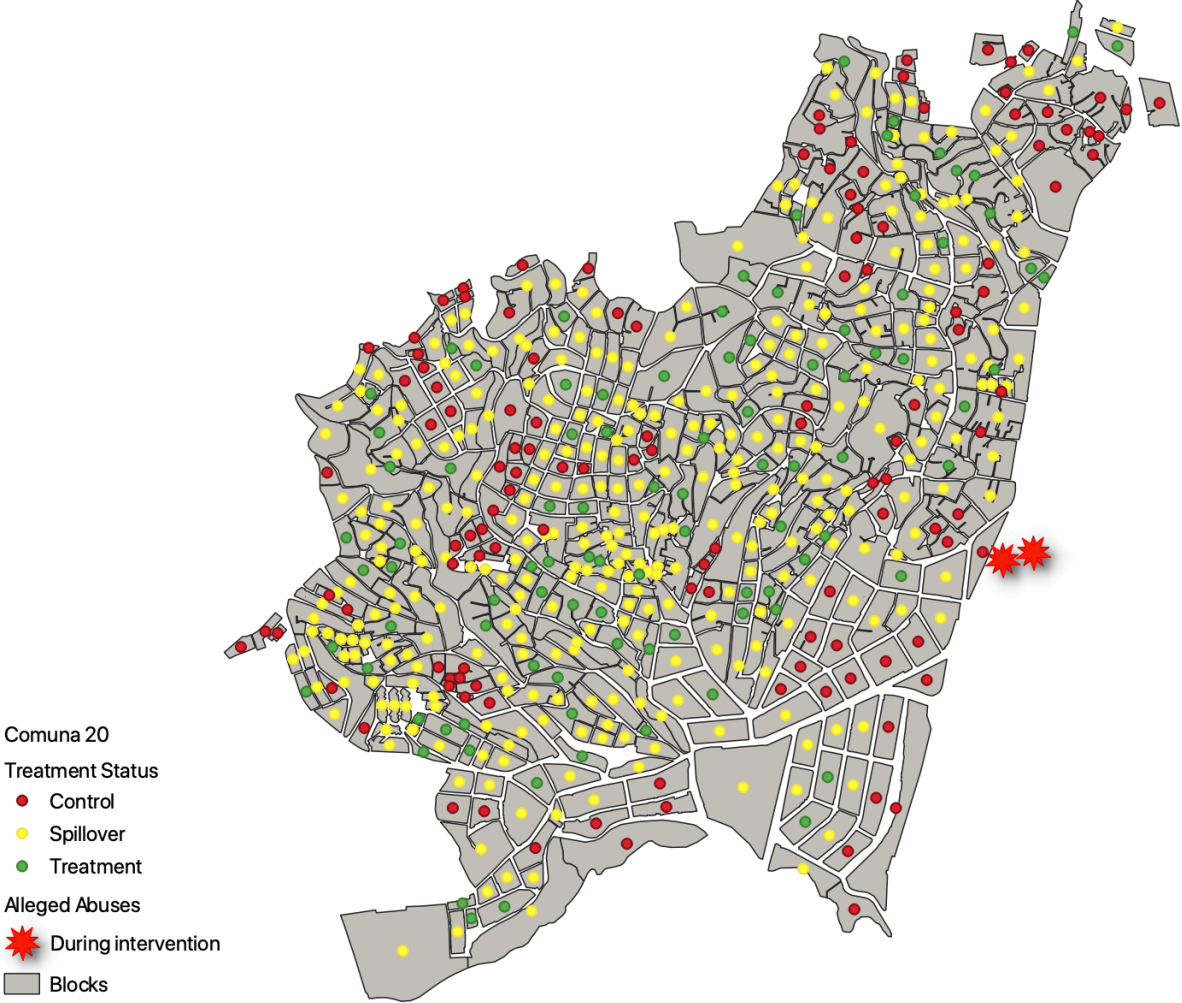 Comuna 20
Treatment Status
Control
Spillover
Treatment
Alleged Abuses
During intervention
Blocks